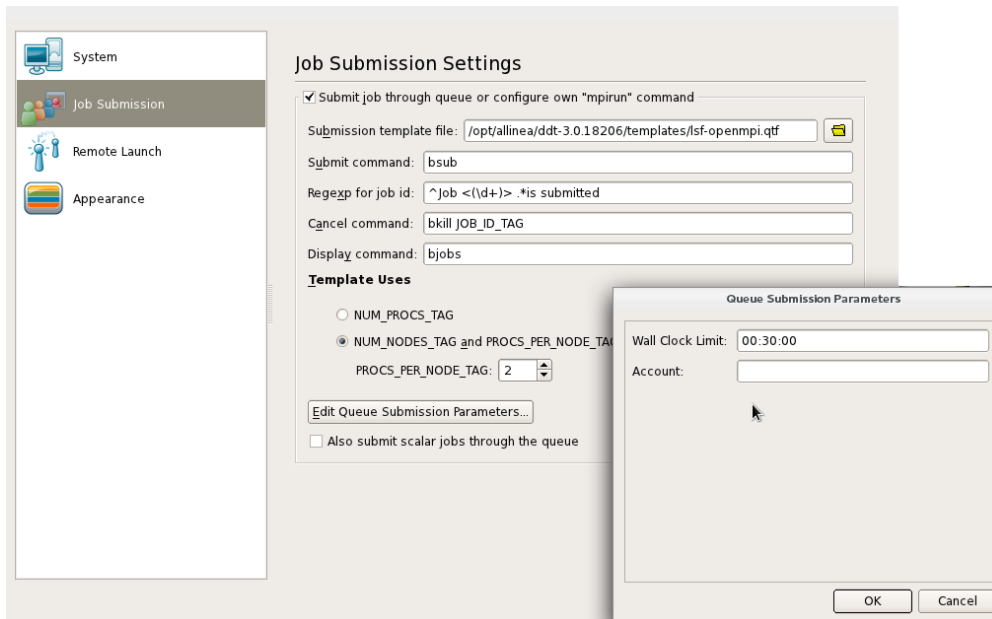 System
Job Submission
Remote Launch
Appearance
Job Submission Settings
Submit job through queue or configure own "mpirun" command
Submission template file: /opt/allinea/ddt-3.0.18206/templates/lsf-openmpi.qtf
Submit command: bsub
Regexp for job id: ^Job <(\d+)> .*is submitted
Cancel command: bkill JOB_ID_TAG
Display command: bjobs
Template Uses
NUM_PROCS_TAG
NUM_NODES_TAG and PROCS_PER_NODE_TAG
PROCS_PER_NODE_TAG: 2
Edit Queue Submission Parameters...
Also submit scalar jobs through the queue
Queue Submission Parameters
Wall Clock Limit: 00:30:00
Account:
OK
Cancel